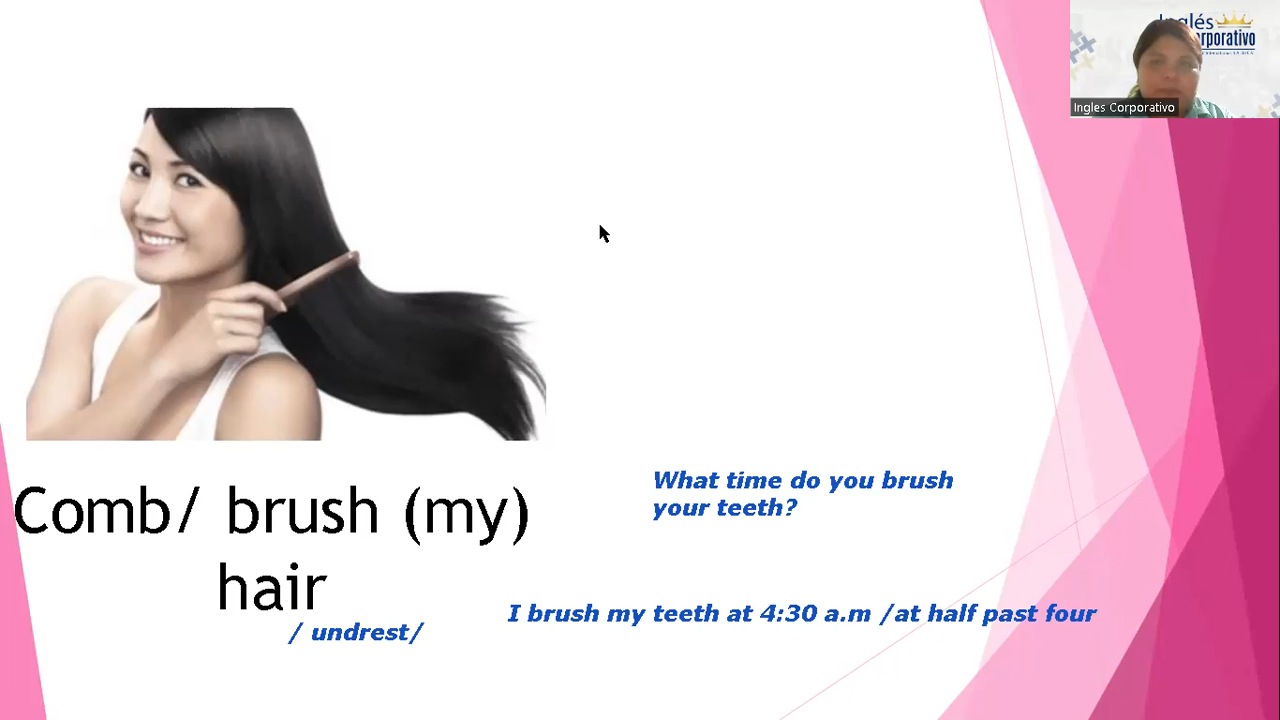 Inglés
Ingles Corporativo
Comb/ brush (my)
hair
/ undrest/
What time do you brush
your teeth?
I brush my teeth at 4:30 a.m /at half past four